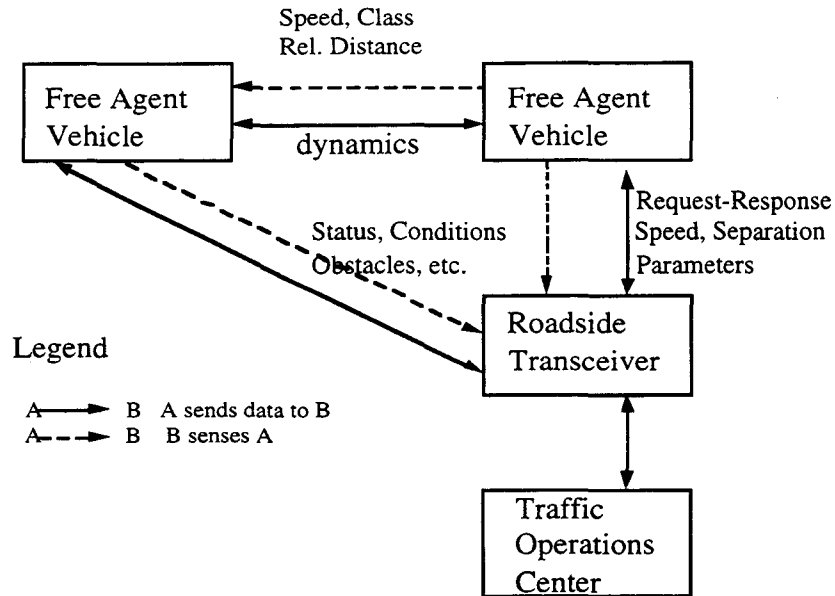 Speed, Class
Rel. Distance
Free Agent
Vehicle
Free Agent
Vehicle
dynamics
Request-Response
Speed, Separation
Parameters
Status, Conditions
Obstacles, etc.
Roadside
Transceiver
Legend
A B A sends data to B
A B B senses A
Traffic
Operations
Center